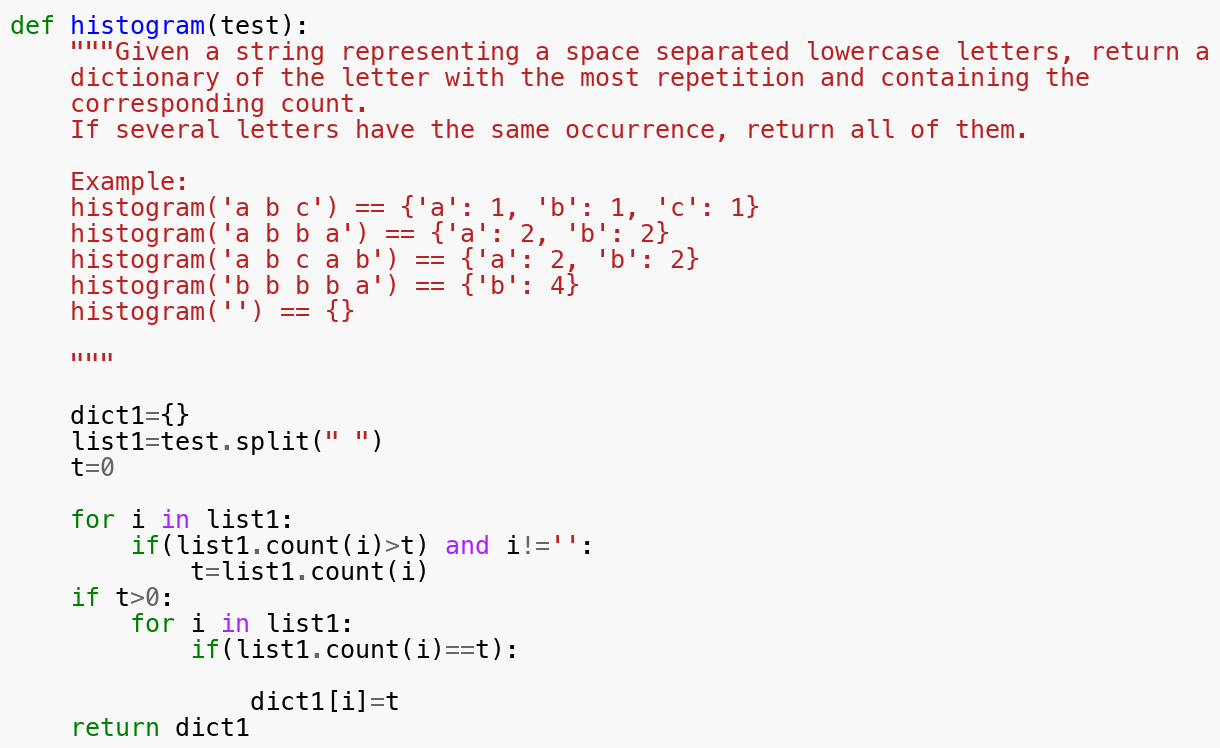 def histogram(test):
    """Given a string representing a space separated lowercase letters, return a
    dictionary of the letter with the most repetition and containing the
    corresponding count.
    If several letters have the same occurrence, return all of them.

    Example:
    histogram('a b c') == {'a': 1, 'b': 1, 'c': 1}
    histogram('a b b a') == {'a': 2, 'b': 2}
    histogram('a b c a b') == {'a': 2, 'b': 2}
    histogram('b b b b a') == {'b': 4}
    histogram('') == {}

    """

    dict1={}
    list1=test.split(" ")
    t=0

    for i in list1:
        if(list1.count(i)>t) and i!='':
            t=list1.count(i)
    if t>0:
        for i in list1:
            if(list1.count(i)==t):

                dict1[i]=t
    return dict1